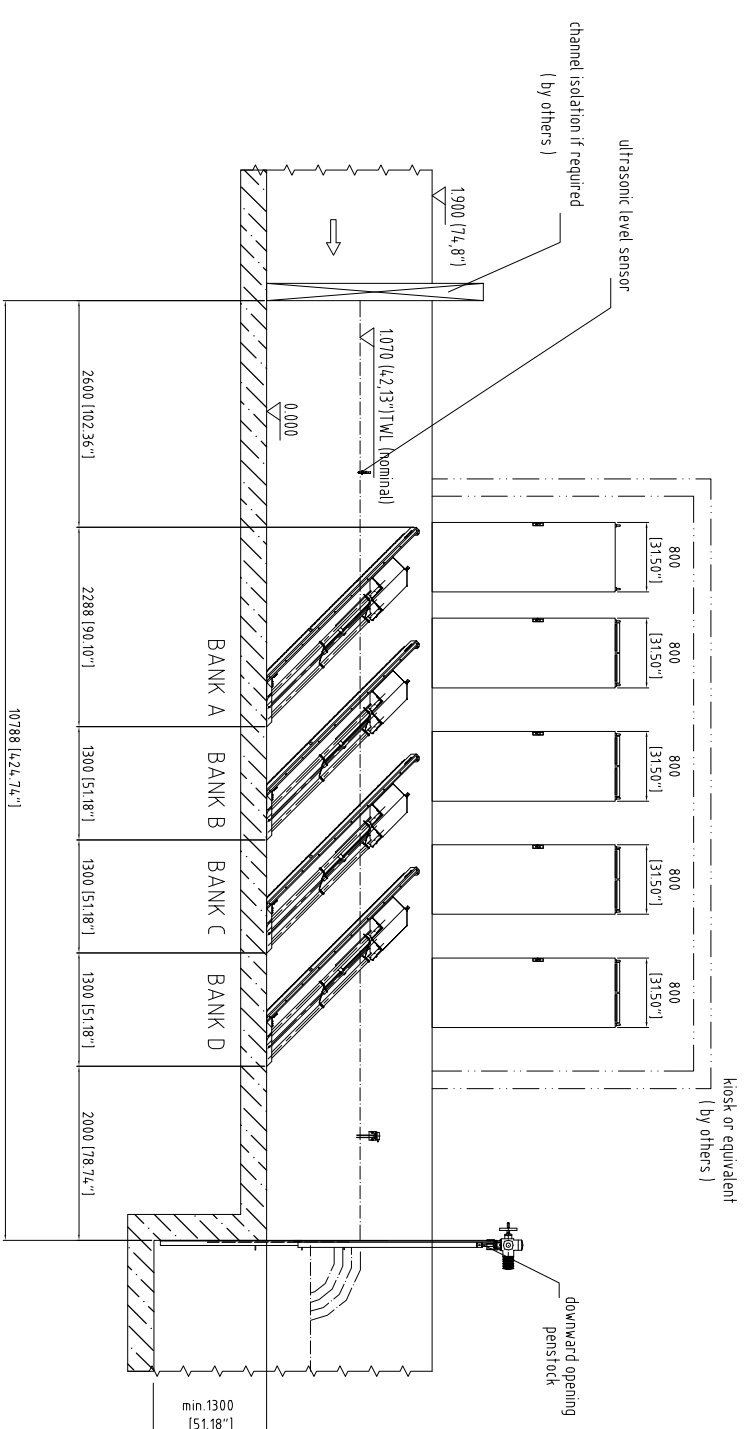 channel isolation if required
( by others )
ultrasonic level sensor
1.900 (74,8")
1.070 (42,13")TWL (nominal)
0.000
800
[31.50"]
800
[31.50"]
800
[31.50"]
800
[31.50"]
800
[31.50"]
kiosk or equivalent
( by others )
BANK A
BANK B
BANK C
BANK D
2600 [102.36"]
2288 [90.10"]
1300 [51.18"]
1300 [51.18"]
1300 [51.18"]
2000 [78.74"]
10788 [424.74"]
downward opening
penstock
min.1300
[51.18"]